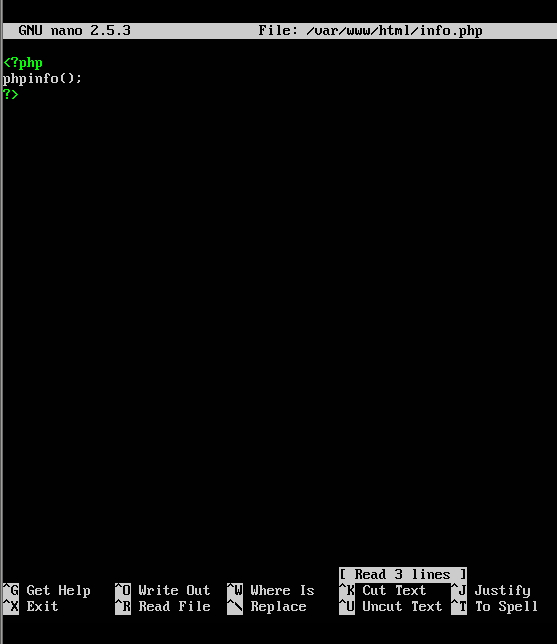 GNU nano 2.5.3 File: /var/www/html/info.php
<?php
phpinfo();
?>
[ Read 3 lines ]
^G Get Help ^O Write Out ^W Where Is ^K Cut Text ^J Justify
^X Exit ^R Read File ^\ Replace ^U Uncut Text ^T To Spell